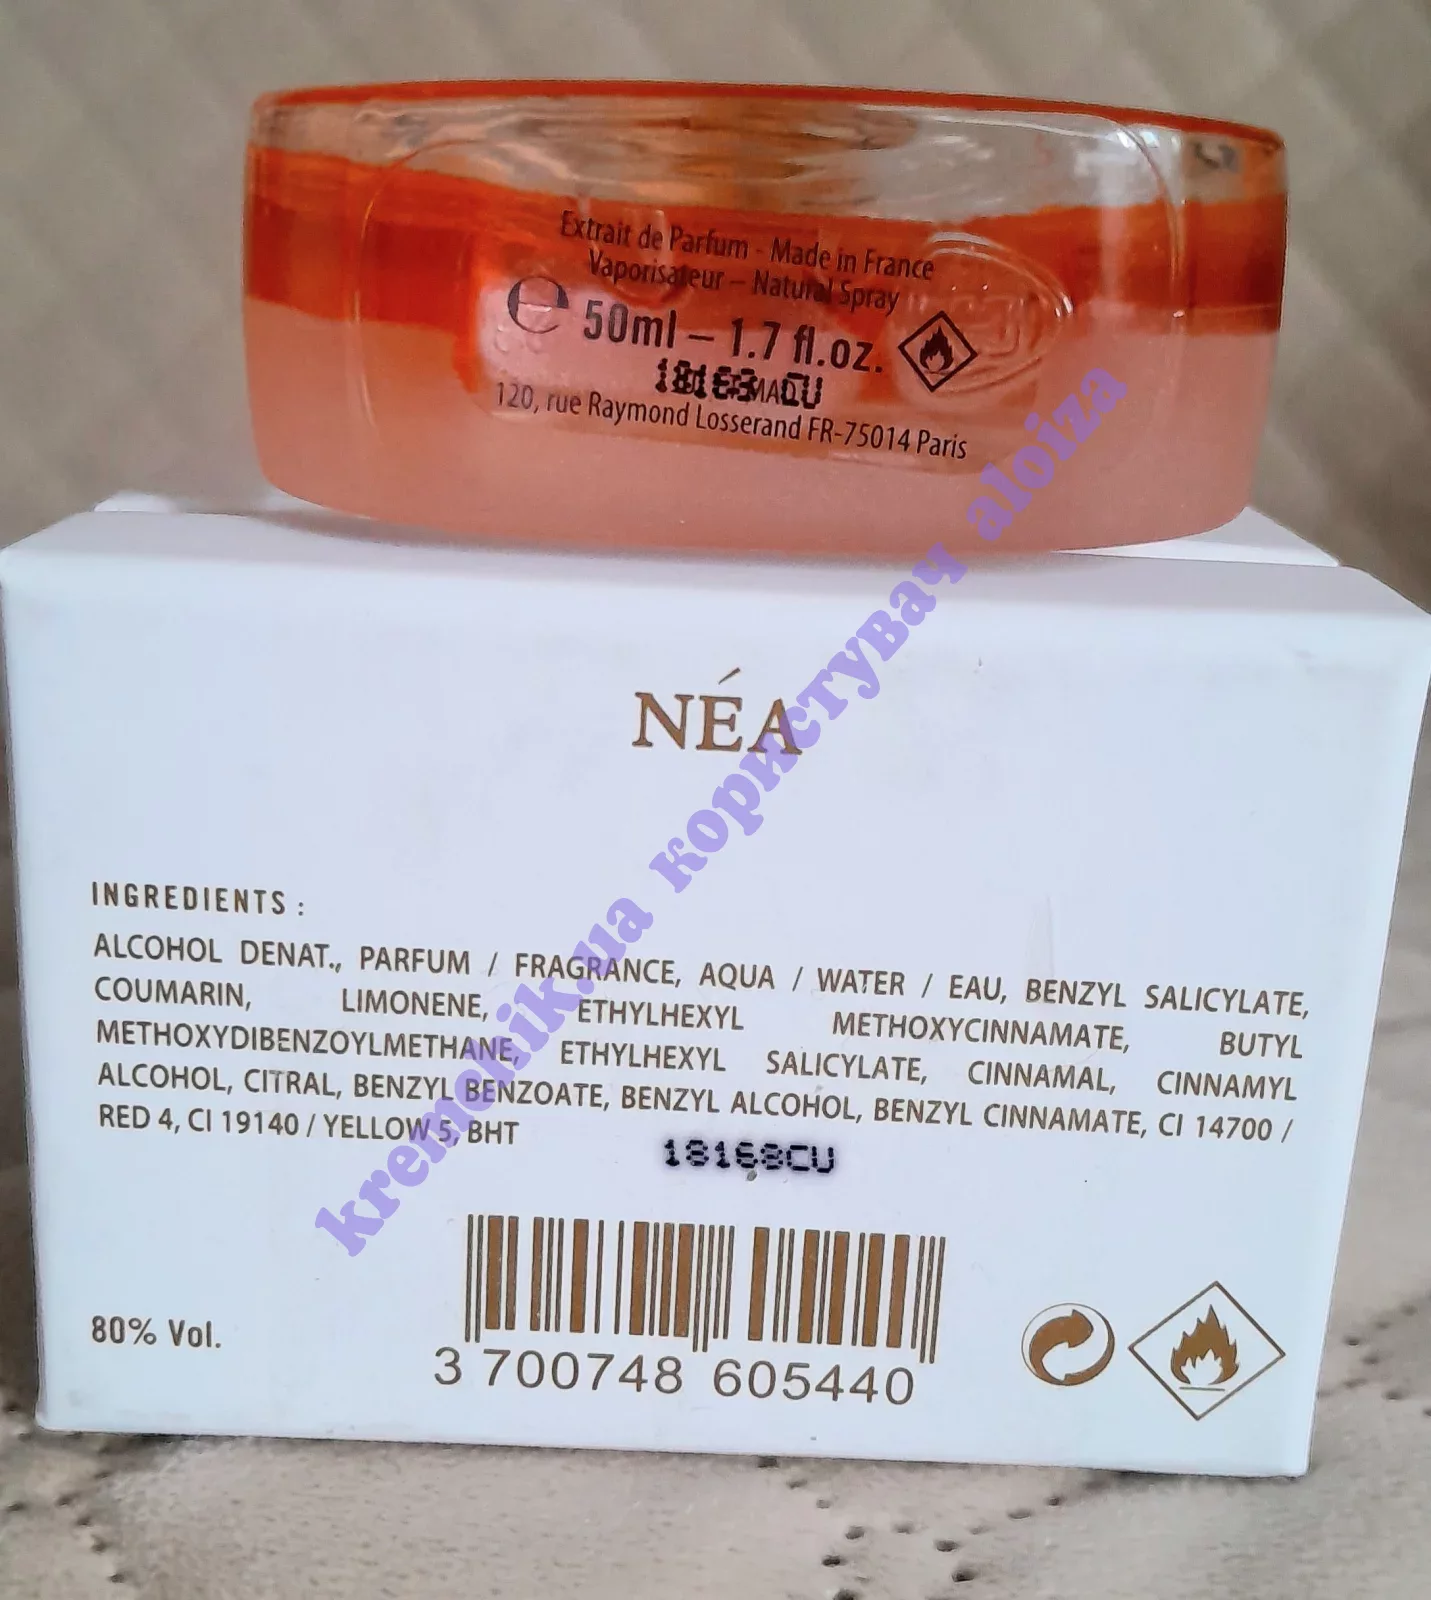 Extrait de Parfum - Made in France
Vaporisateur – Natural Spray
e 50ml – 1.7 fl.oz.
120, rue Raymond Losserand FR-75014 Paris
NÉA
INGREDIENTS :
ALCOHOL DENAT., PARFUM / FRAGRANCE, AQUA / WATER / EAU, BENZYL SALICYLATE,
COUMARIN, LIMONENE, ETHYLHEXYL METHOXYCINNAMATE, BUTYL
METHOXYDIBENZOYLMETHANE, ETHYLHEXYL SALICYLATE, CINNAMAL, CINNAMYL
ALCOHOL, CITRAL, BENZYL BENZOATE, BENZYL ALCOHOL, BENZYL CINNAMATE, CI 14700 /
RED 4, CI 19140 / YELLOW 5, BHT
18168CU
80% Vol.
3 700748 605440
kremchik.ua користувач aloiza